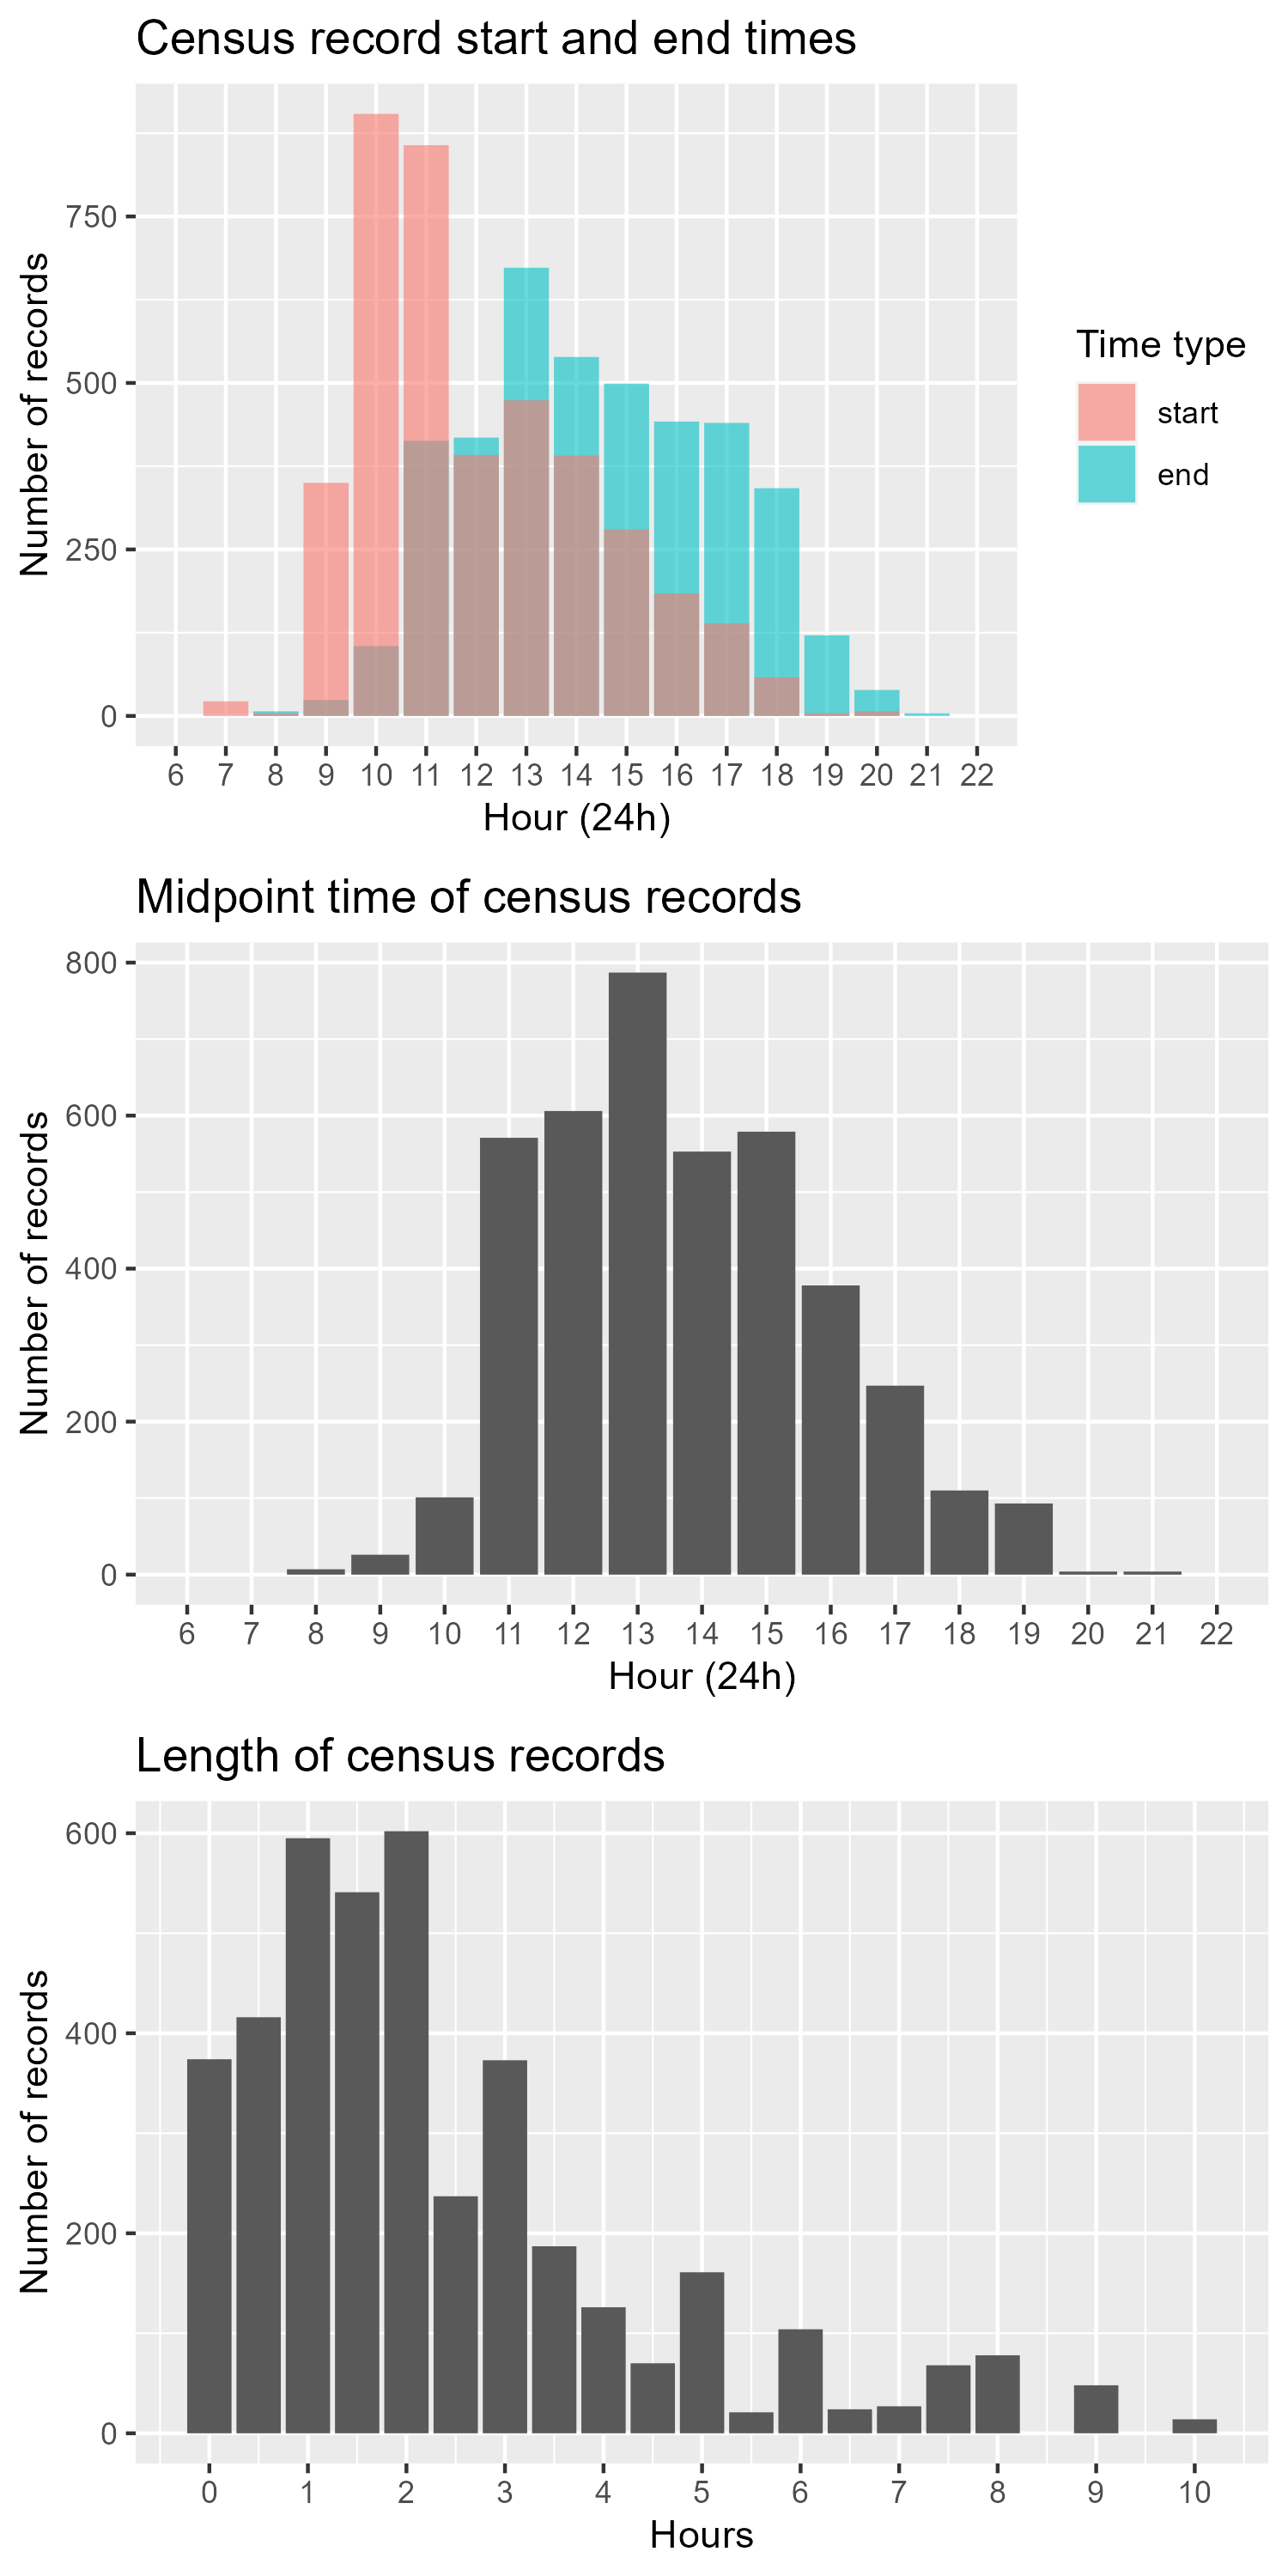 Census record start and end times
Number of records
750
500
250
0
6 7 8 9 10 11 12 13 14 15 16 17 18 19 20 21 22
Hour (24h)
Time type
start
end
Midpoint time of census records
Number of records
800
600
400
200
0
6 7 8 9 10 11 12 13 14 15 16 17 18 19 20 21 22
Hour (24h)
Length of census records
Number of records
600
400
200
0
0 1 2 3 4 5 6 7 8 9 10
Hours